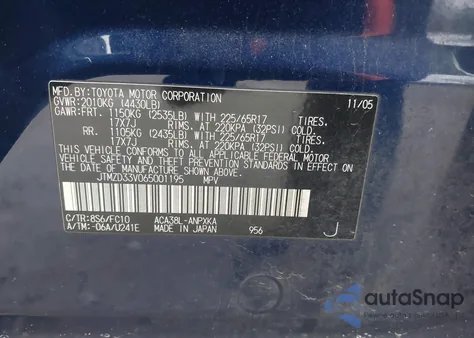 MFD.BY: TOYOTA MOTOR CORPORATION 11/05
GVWR: 2010KG (4430LB)
GAWR:FRT. 1150KG (2535LB) WITH 225/65R17
17X7J RIMS. AT 220KPA (32PSI) COLD
RR. 1105KG (2435LB) WITH 225/65R17
17X7J RIMS. AT 220KPA (32PSI) COLD
THIS VEHICLE CONFORMS TO ALL APPLICABLE FEDERAL MOTOR
VEHICLE SAFETY AND THEFT PREVENTION STANDARDS IN
EFFECT ON THE DATE OF MANUFACTURE SHOWN ABOVE.
JTMZD33V065001195 MPV
C/TR: 8S6/FC10 ACA38L-ANPXKA J
A/TM: -06A/U241E MADE IN JAPAN 956
autoSnap